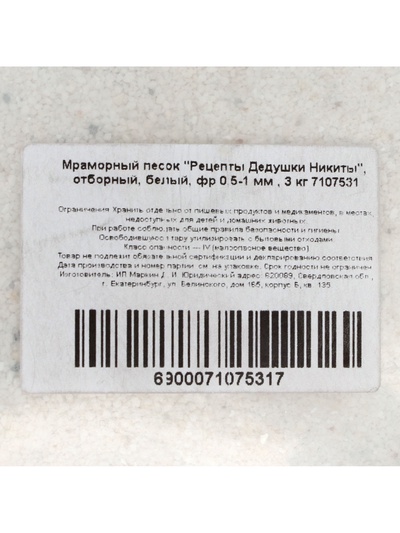 Мраморный песок "Рецепты Дедушки Никиты",
отборный, белый, фр 0,5-1 мм , 3 кг 7107531
Ограничения Хранить отдельно от пищевых продуктов и медикаментов, в местах,
недоступных для детей и домашних животных.
При работе соблюдать общие правила безопасности и гигиены
Освободившуюся тару утилизировать с бытовыми отходами.
Класс опасности — IV (малоопасное вещество)
Товар не подлежит обязательной сертификации и декларированию соответствия
Дата производства и номер партии: см. на упаковке. Срок годности не ограничен
Изготовитель: ИП Маркин Д. И. Юридический адрес: 620089, Свердловская обл.,
г. Екатеринбург, ул. Белинского, дом 165, корпус Б, кв. 135.
6900071075317